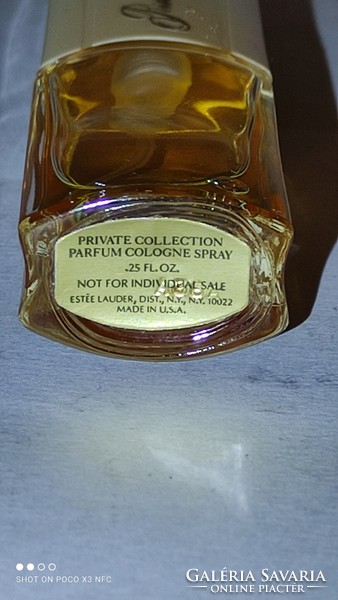 PRIVATE COLLECTION
PARFUM COLOGNE SPRAY
.25 FL. OZ.
NOT FOR INDIVIDUAL SALE
ESTÉE LAUDER, DIST., N.Y., N.Y. 10022
MADE IN U.S.A.
SHOT ON POCO X3 NFC
GALÉRIA SAVARIA
ONLINE PIACTÉR